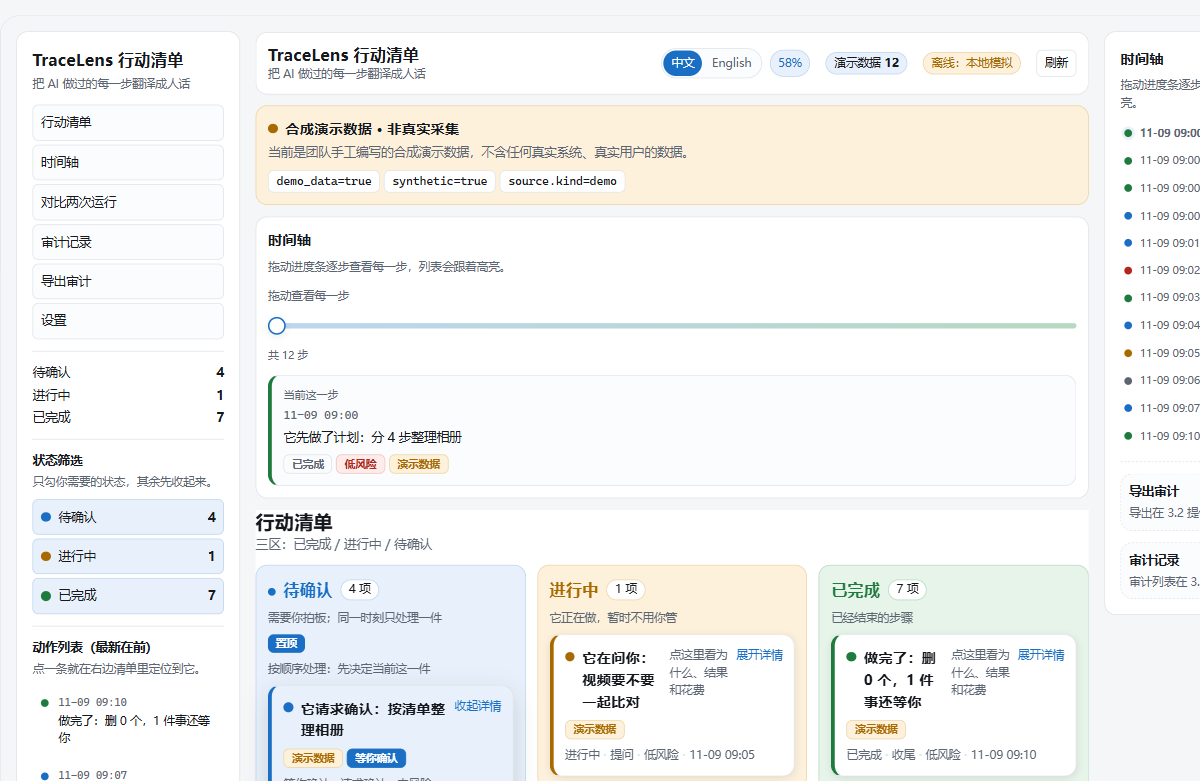 TraceLens 行动清单
把 AI 做过的每一步翻译成人话
行动清单
时间轴
对比两次运行
审计记录
导出审计
设置
待确认 4
进行中 1
已完成 7
状态筛选
只勾你需要的状态，其余先收起来。
待确认 4
进行中 1
已完成 7
动作列表（最新在前）
点一条就在右边清单里定位到它。
11-09 09:10
做完了：删 0 个，1 件事还等
你
11-09 09:07
TraceLens 行动清单
把 AI 做过的每一步翻译成人话
中文 English 58% 演示数据 12 离线：本地模拟 刷新
合成演示数据 • 非真实采集
当前是团队手工编写的合成演示数据，不含任何真实系统、真实用户的数据。
demo_data=true synthetic=true source.kind=demo
时间轴
拖动进度条逐步查看每一步，列表会跟着高亮。
拖动查看每一步
共 12 步
当前这一步
11-09 09:00
它先做了计划：分 4 步整理相册
已完成 低风险 演示数据
行动清单
三区：已完成 / 进行中 / 待确认
待确认 4 项
需要你拍板；同一时刻只处理一件
置顶
按顺序处理：先决定当前这一件
它请求确认：按清单整
理相册
收起详情
演示数据 等你确认
进行中 1 项
它正在做，暂时不用你管
它在问你：
视频要不要
一起比对
点这里看为
什么、结果
和花费
展开详情
演示数据
进行中 · 提问 · 低风险 · 11-09 09:05
已完成 7 项
已经结束的步骤
做完了：删
0 个，1 件
事还等你
点这里看为
什么、结果
和花费
展开详情
演示数据
已完成 · 收尾 · 低风险 · 11-09 09:10
时间轴
拖动进度条逐步
亮。
11-09 09:00
11-09 09:00
11-09 09:00
11-09 09:00
11-09 09:01
11-09 09:02
11-09 09:03
11-09 09:04
11-09 09:05
11-09 09:06
11-09 09:07
11-09 09:10
导出审计
导出在 3.2 提
审计记录
审计列表在 3.